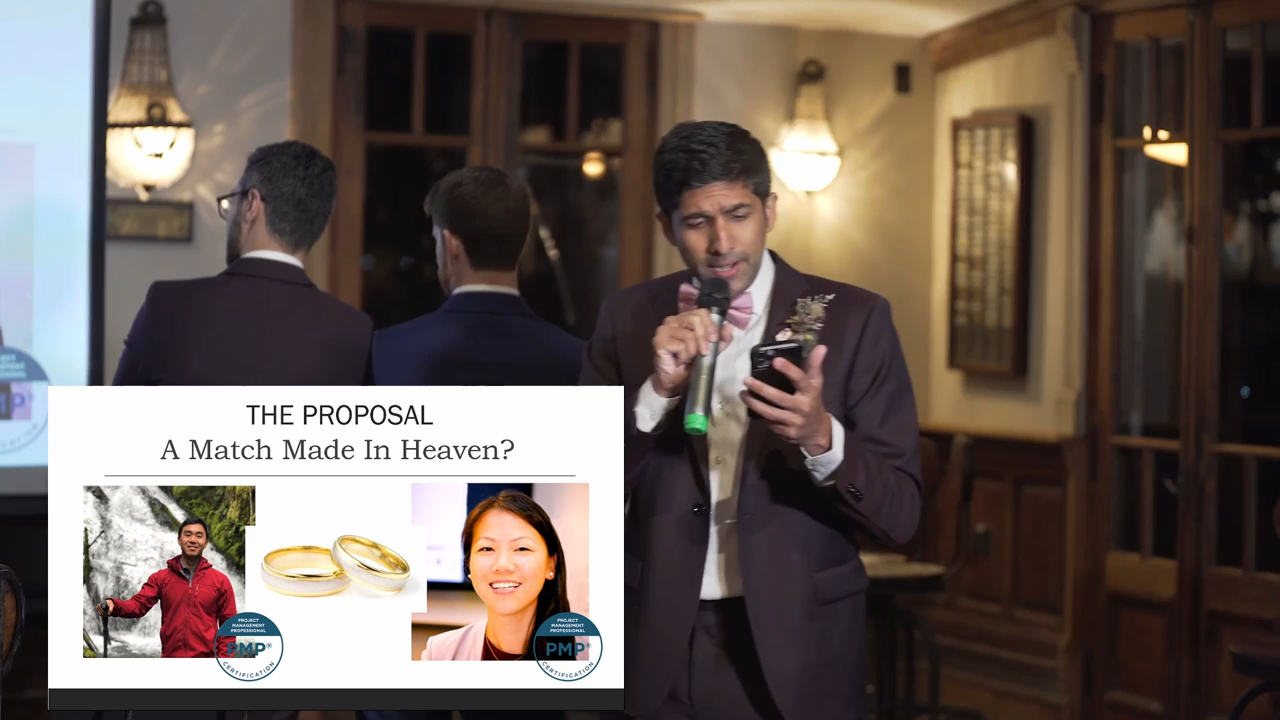 THE PROPOSAL
A Match Made In Heaven?
PROJECT
MANAGEMENT
PROFESSIONAL
PMP®
CERTIFICATION
PROJECT
MANAGEMENT
PROFESSIONAL
PMP®
CERTIFICATION